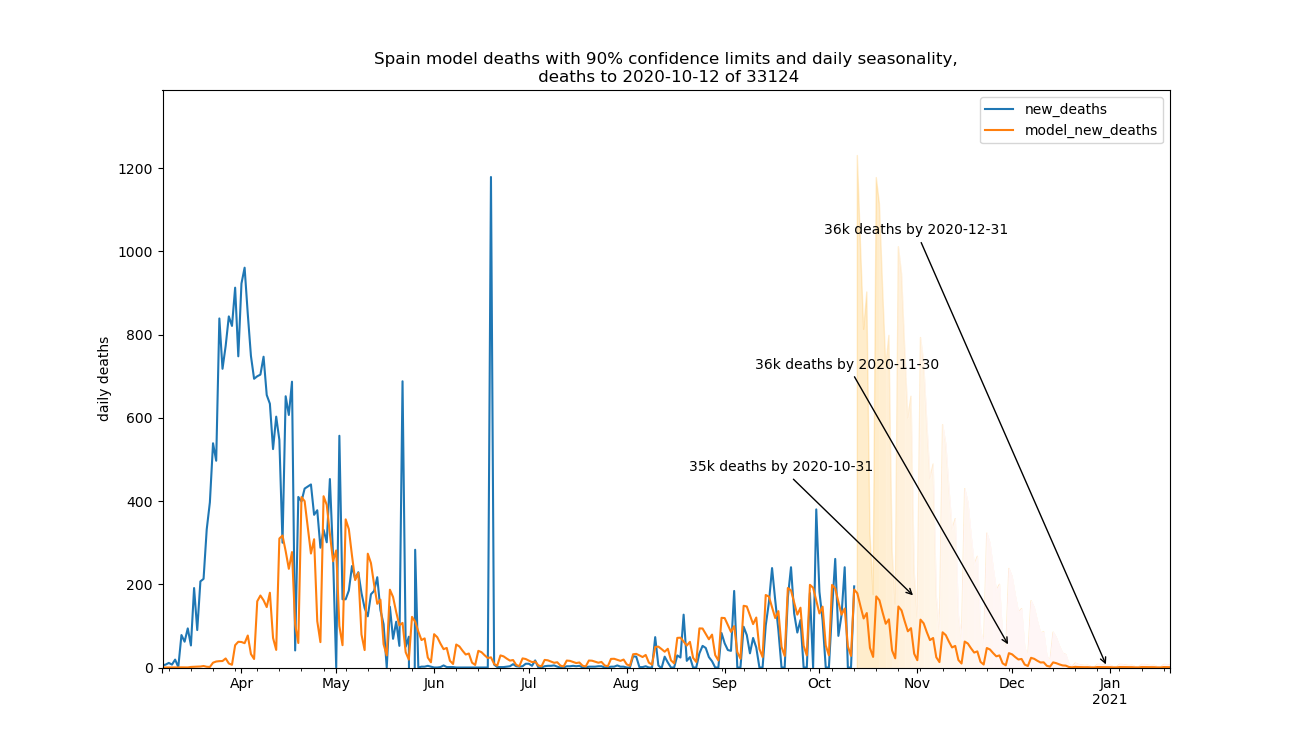 Spain model deaths with 90% confidence limits and daily seasonality,
deaths to 2020-10-12 of 33124
new_deaths
model_new_deaths
daily deaths
1200
1000
800
600
400
200
0
36k deaths by 2020-12-31
36k deaths by 2020-11-30
35k deaths by 2020-10-31
Apr May Jun Jul Aug Sep Oct Nov Dec Jan
2021